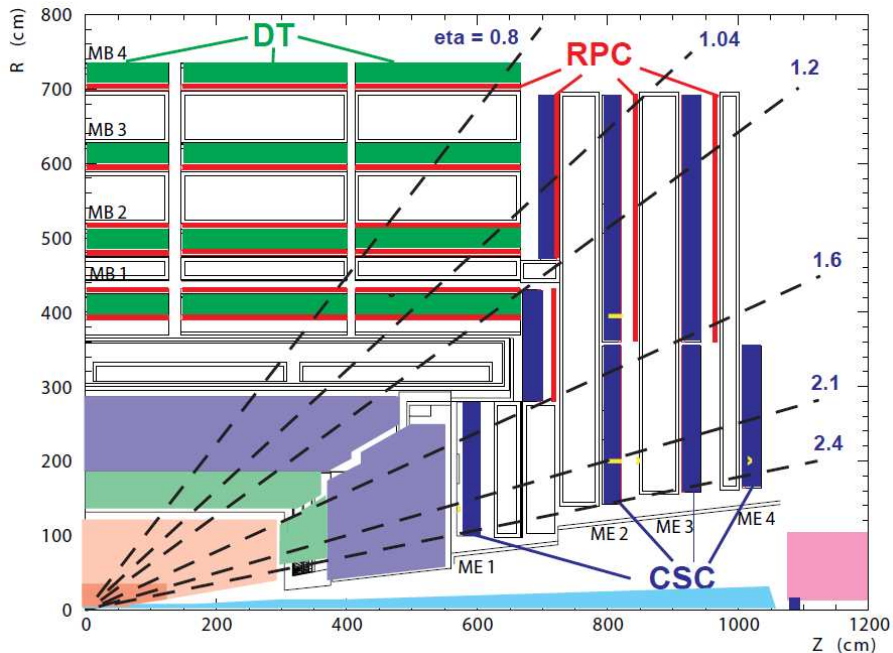 R (cm)
800
700
600
500
400
300
200
100
0
MB 4
MB 3
MB 2
MB 1
DT
eta = 0.8
1.04
RPC
1.2
1.6
2.1
2.4
ME 1
ME 2
ME 3
ME 4
CSC
0
200
400
600
800
1000
1200
Z (cm)